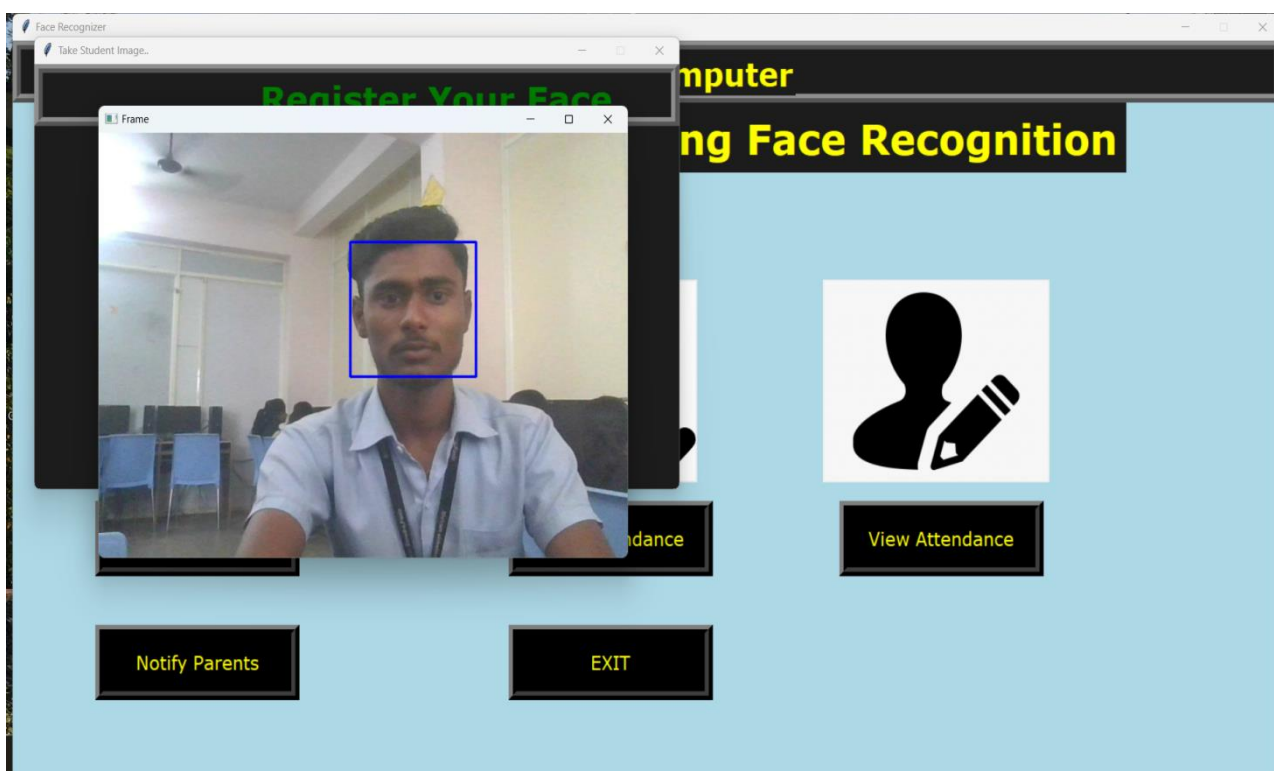 Face Recognizer
Take Student Image..
mputer
Register Your Face
Frame
ng Face Recognition
ndance
View Attendance
Notify Parents
EXIT